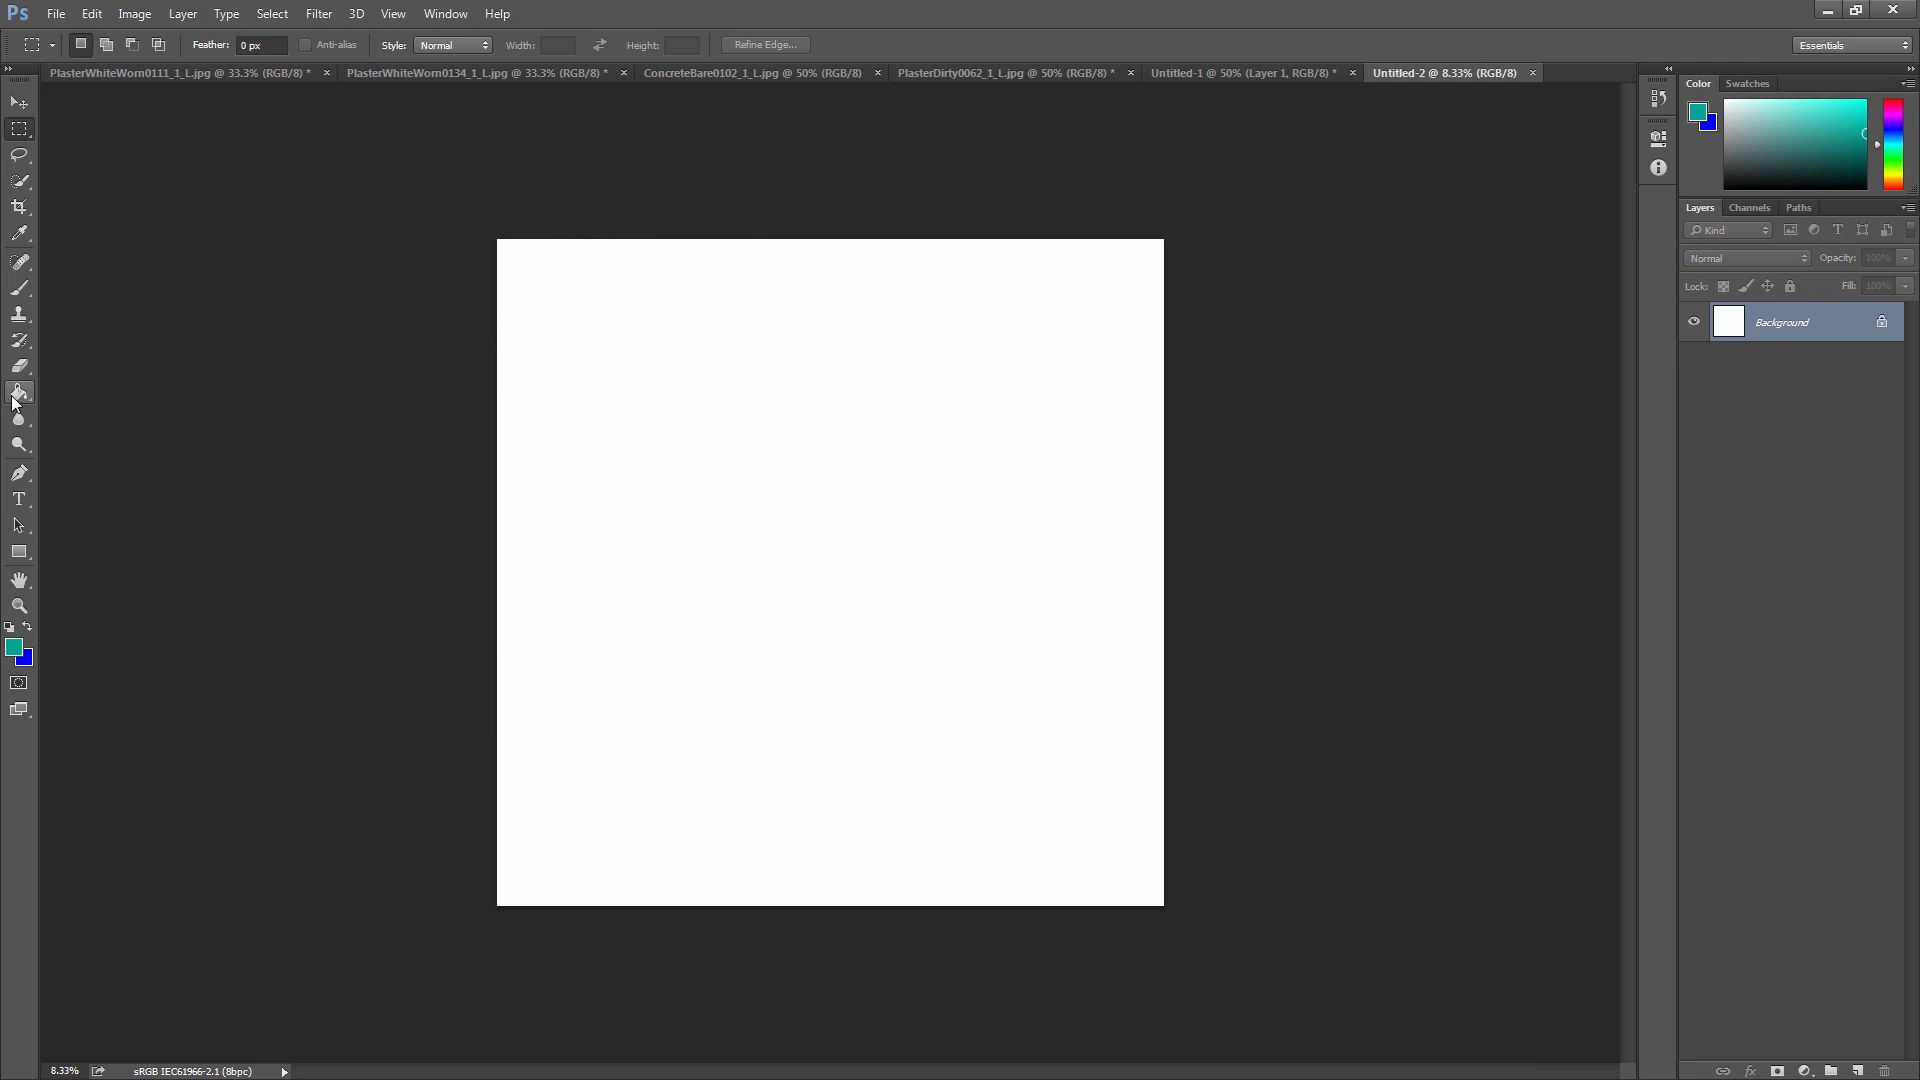 Ps File Edit Image Layer Type Select Filter 3D View Window Help
Feather: 0 px Anti-alias Style: Normal Width: Height: Refine Edge... Essentials
PlasterWhiteWorn0111_1_L.jpg @ 33.3% (RGB/8) * PlasterWhiteWorn0134_1_L.jpg @ 33.3% (RGB/8) * ConcreteBare0102_1_L.jpg @ 50% (RGB/8) PlasterDirty0062_1_L.jpg @ 50% (RGB/8) * Untitled-1 @ 50% (Layer 1, RGB/8) * Untitled-2 @ 8.33% (RGB/8)
Color Swatches
Layers Channels Paths
Kind
Normal Opacity: 100%
Lock: Fill: 100%
Background
8.33% sRGB IEC61966-2.1 (8bpc)